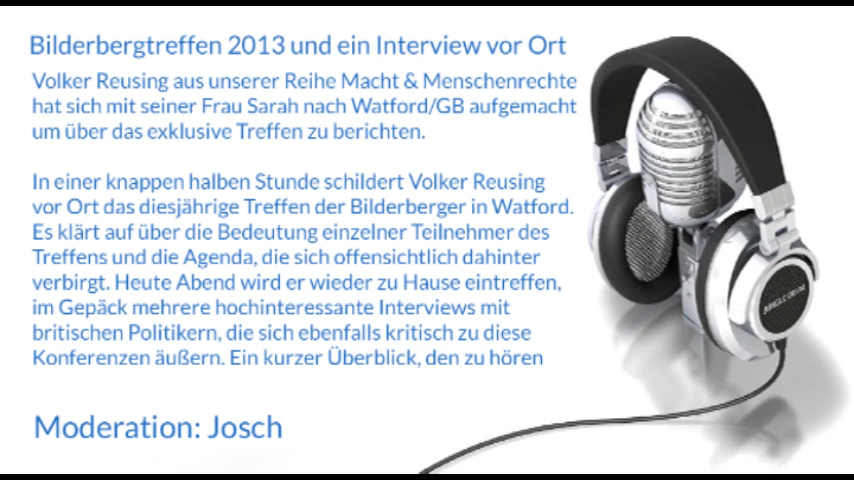 Bilderbergtreffen 2013 und ein Interview vor Ort
Volker Reusing aus unserer Reihe Macht & Menschenrechte
hat sich mit seiner Frau Sarah nach Watford/GB aufgemacht
um über das exklusive Treffen zu berichten.
In einer knappen halben Stunde schildert Volker Reusing
vor Ort das diesjährige Treffen der Bilderberger in Watford.
Es klärt auf über die Bedeutung einzelner Teilnehmer des
Treffens und die Agenda, die sich offensichtlich dahinter
verbirgt. Heute Abend wird er wieder zu Hause eintreffen,
im Gepäck mehrere hochinteressante Interviews mit
britischen Politikern, die sich ebenfalls kritisch zu diese
Konferenzen äußern. Ein kurzer Überblick, den zu hören
Moderation: Josch
JUNGLE DRUM